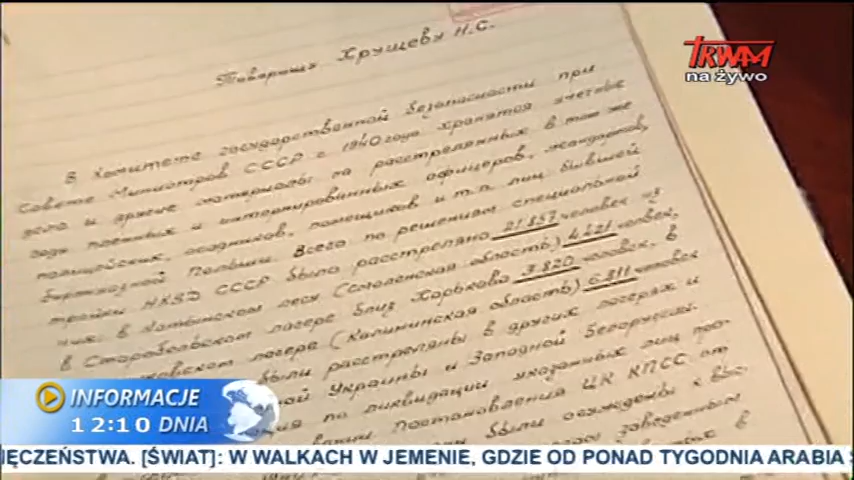 Товарищу Хрущеву Н.С.
TRWAM
na żywo
В Комитете государственной безопасности при
Совете Министров СССР с 1940 года хранятся учетные
дела и другие материалы на расстрелянных в том же
году пленных и интернированных офицеров, жандармов,
полицейских, осадников, помещиков и т.п. лиц бывшей
буржуазной Польши. Всего по решениям специальной
тройки НКВД СССР было расстреляно 21.857 человек, из
них: в Катынском лесу (Смоленская область) 4.421 человек,
в Старобельском лагере близ Харькова 3.820 человек, в
лагере (Калининская область) 6.311 человек
были расстреляны в других лагерях и
Украины и Западной Белоруссии.
по ликвидации указанных лиц про-
Постановления ЦК КПСС от
были осуждены к выс-
заведенным
в
INFORMACJE
12:10 DNIA
IĘCZEŃSTWA. [ŚWIAT]: W WALKACH W JEMENIE, GDZIE OD PONAD TYGODNIA ARABIA